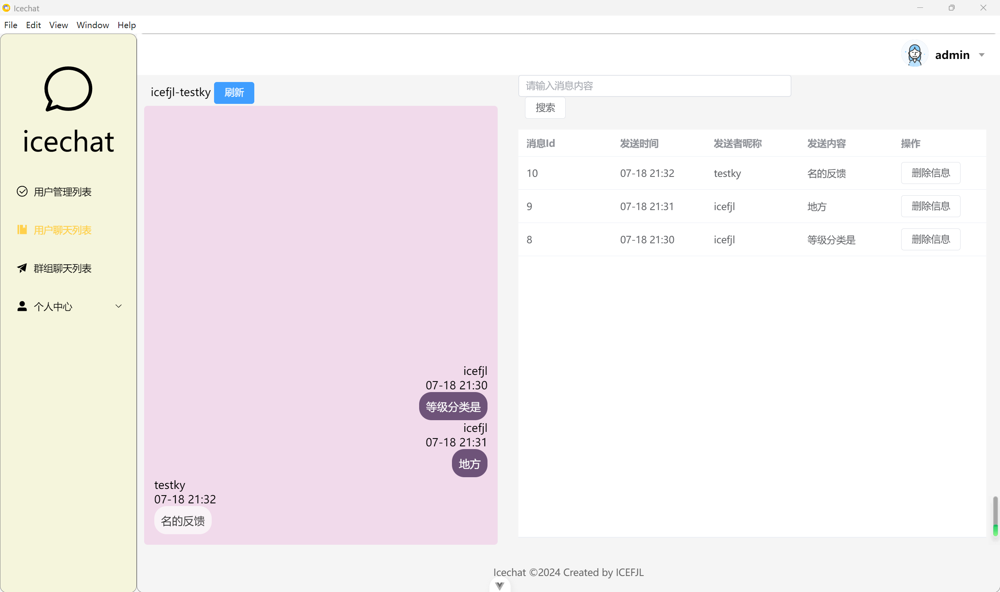 Icechat
File Edit View Window Help
admin
icechat
用户管理列表
用户聊天列表
群组聊天列表
个人中心
icefjl-testky 刷新
icefjl
07-18 21:30
等级分类是
icefjl
07-18 21:31
地方
testky
07-18 21:32
名的反馈
请输入消息内容
搜索
消息Id 发送时间 发送者昵称 发送内容 操作
10 07-18 21:32 testky 名的反馈 删除信息
9 07-18 21:31 icefjl 地方 删除信息
8 07-18 21:30 icefjl 等级分类是 删除信息
Icechat ©2024 Created by ICEFJL